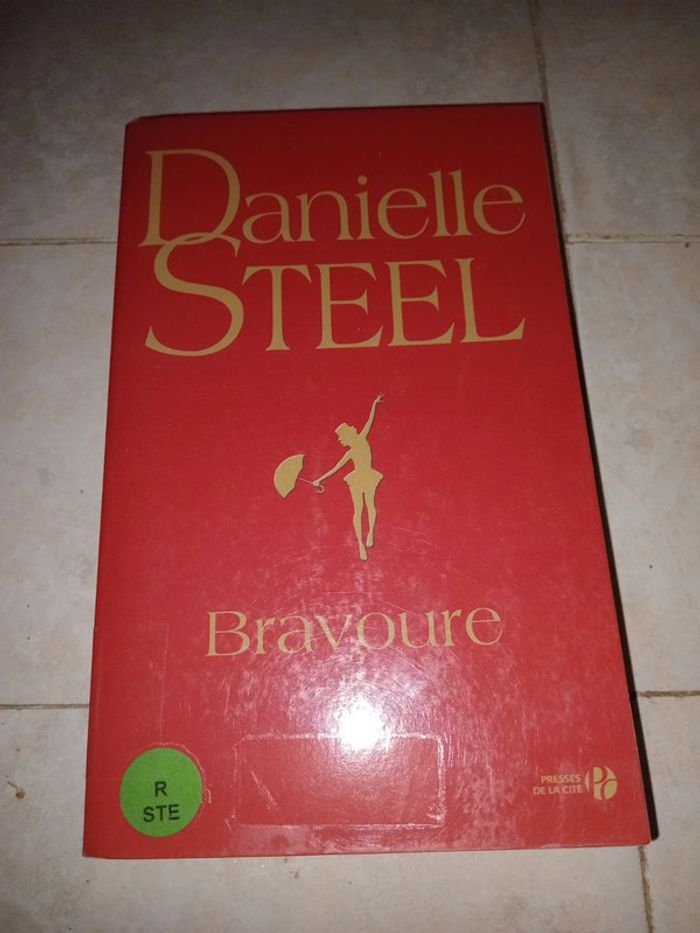 Danielle
STEEL
Bravoure
R
STE
PRESSES
DE LA CITÉ